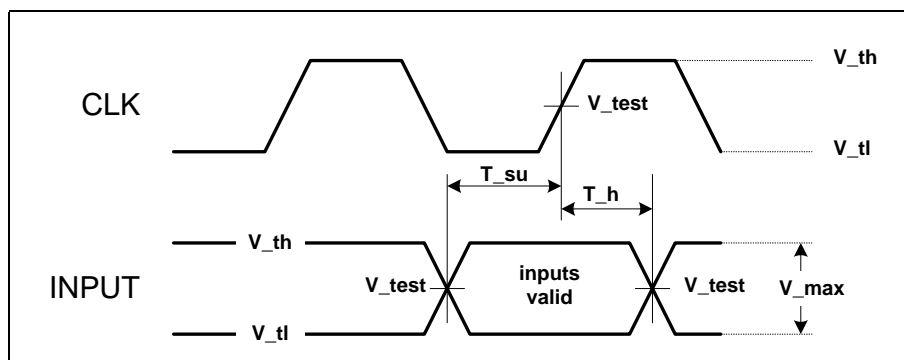 V_th
CLK
V_test
V_tl
T_su
T_h
V_th
V_test
inputs
valid
V_test
V_max
INPUT
V_tl